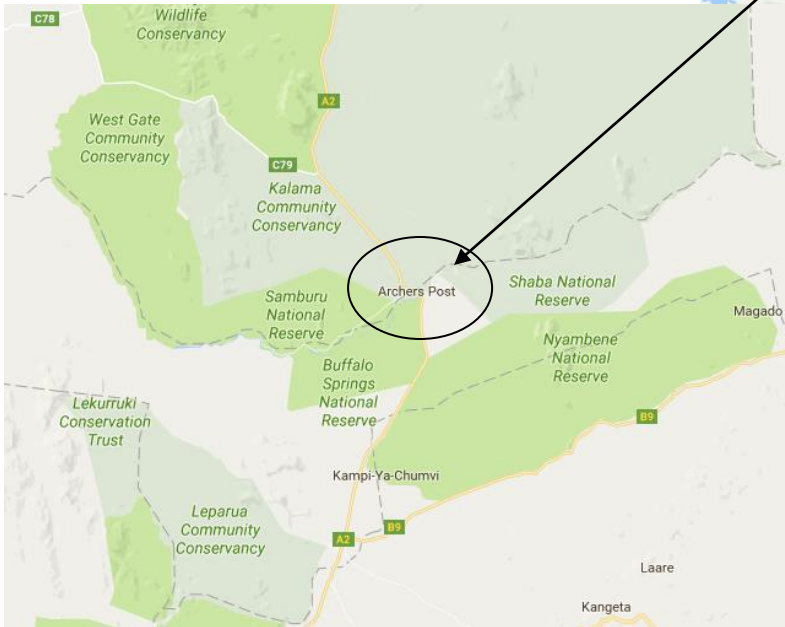 C78
Wildlife
Conservancy
A2
West Gate
Community
Conservancy
C79
Kalama
Community
Conservancy
Archers Post
Shaba National
Reserve
Samburu
National
Reserve
Magado
Nyambene
National
Reserve
Buffalo
Springs
National
Reserve
Lekurruki
Conservation
Trust
B9
Kampi-Ya-Chumvi
Leparua
Community
Conservancy
B9
A2
Laare
Kangeta